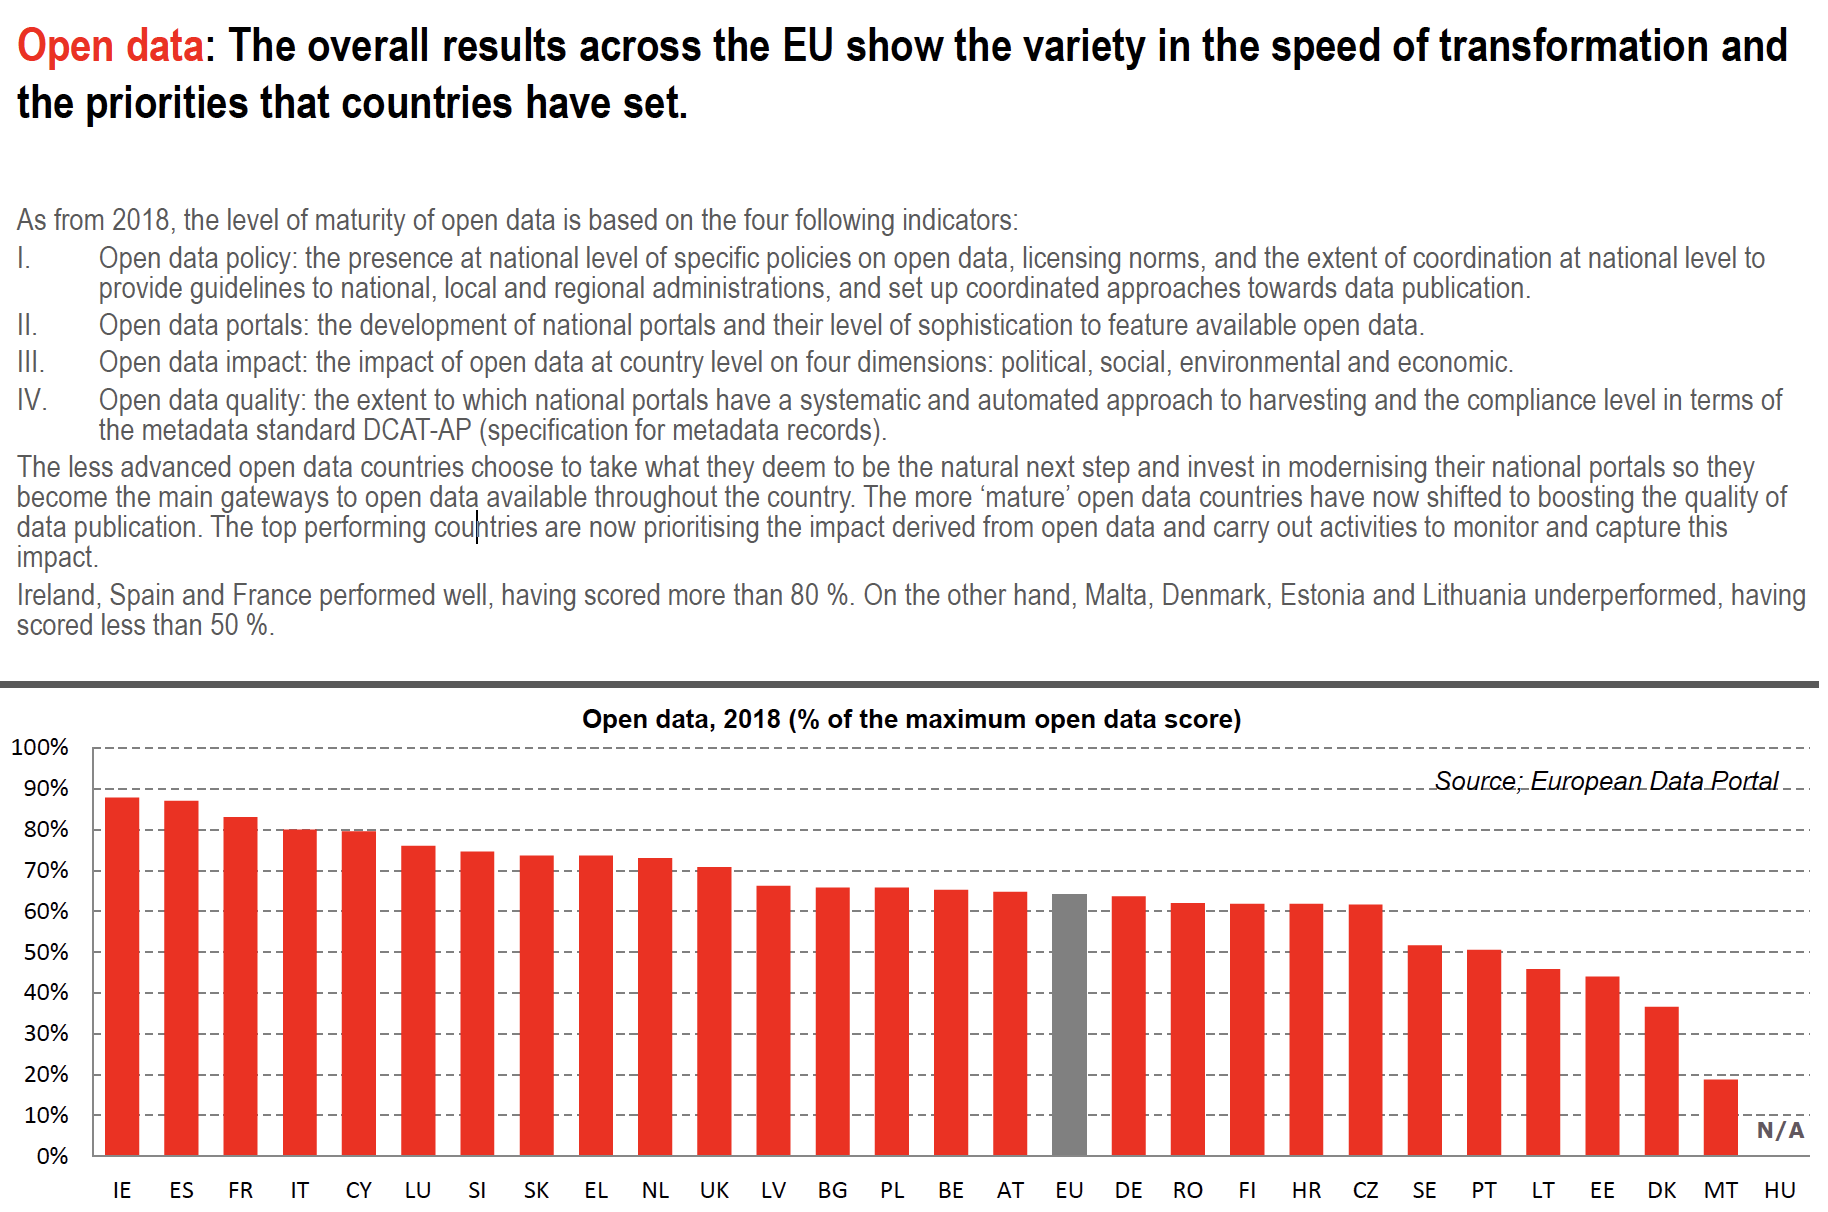 Open data: The overall results across the EU show the variety in the speed of transformation and
the priorities that countries have set.
As from 2018, the level of maturity of open data is based on the four following indicators:
I. Open data policy: the presence at national level of specific policies on open data, licensing norms, and the extent of coordination at national level to
provide guidelines to national, local and regional administrations, and set up coordinated approaches towards data publication.
II. Open data portals: the development of national portals and their level of sophistication to feature available open data.
III. Open data impact: the impact of open data at country level on four dimensions: political, social, environmental and economic.
IV. Open data quality: the extent to which national portals have a systematic and automated approach to harvesting and the compliance level in terms of
the metadata standard DCAT-AP (specification for metadata records).
The less advanced open data countries choose to take what they deem to be the natural next step and invest in modernising their national portals so they
become the main gateways to open data available throughout the country. The more ‘mature’ open data countries have now shifted to boosting the quality of
data publication. The top performing countries are now prioritising the impact derived from open data and carry out activities to monitor and capture this
impact.
Ireland, Spain and France performed well, having scored more than 80 %. On the other hand, Malta, Denmark, Estonia and Lithuania underperformed, having
scored less than 50 %.
Open data, 2018 (% of the maximum open data score)
100%
Source; European Data Portal
90%
80%
70%
60%
50%
40%
30%
20%
10%
N/A
0%
IE ES FR IT CY LU SI SK EL NL UK LV BG PL BE AT EU DE RO FI HR CZ SE PT LT EE DK MT HU